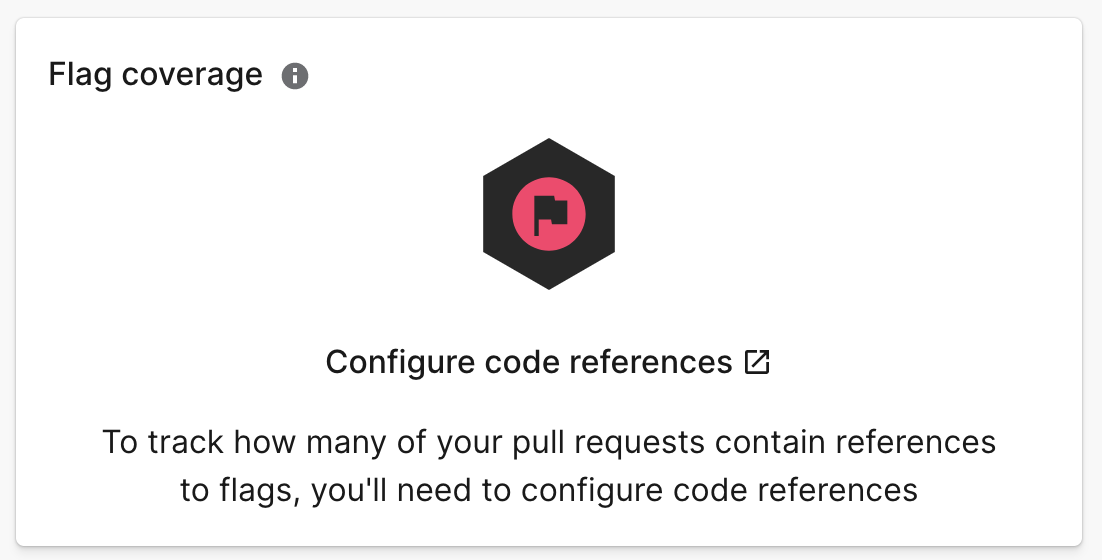 Flag coverage
Configure code references
To track how many of your pull requests contain references
to flags, you'll need to configure code references